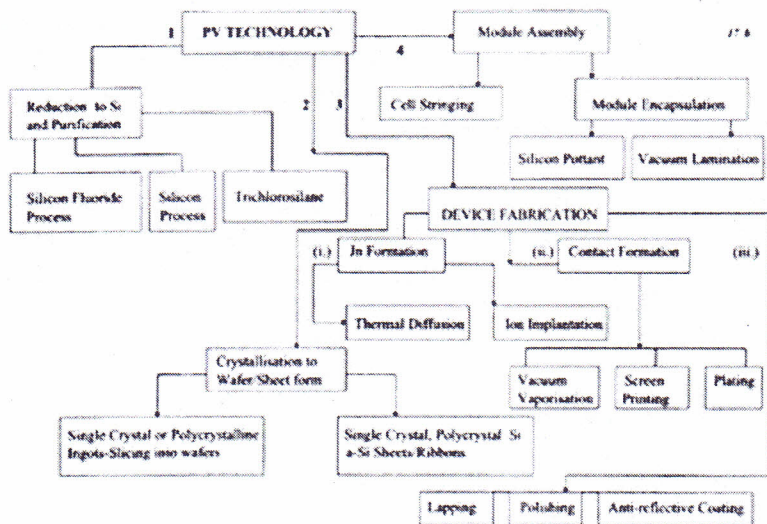 1
PV TECHNOLOGY
4
Module Assembly
17.6
Reduction to Si
and Purification
2
3
Cell Stringing
Module Encapsulation
Silicon Pottant
Vacuum Lamination
Silicon Fluoride
Process
Silicon
Process
Trichlorosilane
DEVICE FABRICATION
(i.)
Jn Formation
(ii.)
Contact Formation
(iii.)
Thermal Diffusion
Ion Implantation
Crystallisation to
Wafer/Sheet form
Vacuum
Vaporisation
Screen
Printing
Plating
Single Crystal or Polycrystalline
Ingots-Slicing into wafers
Single Crystal, Polycrystal Si
a-Si Sheets/Ribbons
Lapping
Polishing
Anti-reflective Coating